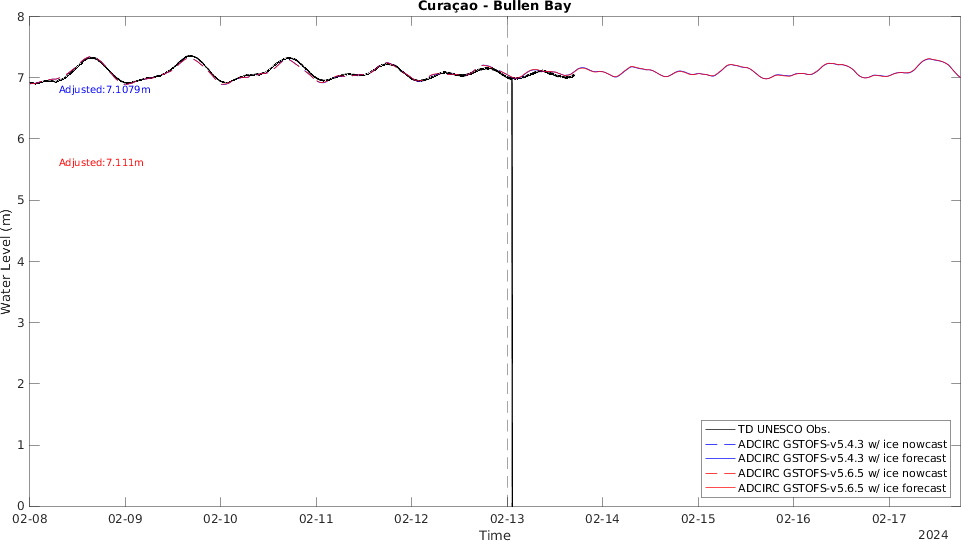 Curaçao - Bullen Bay
8
7
6
5
4
3
2
1
0
Water Level (m)
Adjusted:7.1079m
Adjusted:7.111m
TD UNESCO Obs.
ADCIRC GSTOFS-v5.4.3 w/ ice nowcast
ADCIRC GSTOFS-v5.4.3 w/ ice forecast
ADCIRC GSTOFS-v5.6.5 w/ ice nowcast
ADCIRC GSTOFS-v5.6.5 w/ ice forecast
02-08 02-09 02-10 02-11 02-12 02-13 02-14 02-15 02-16 02-17
Time
2024